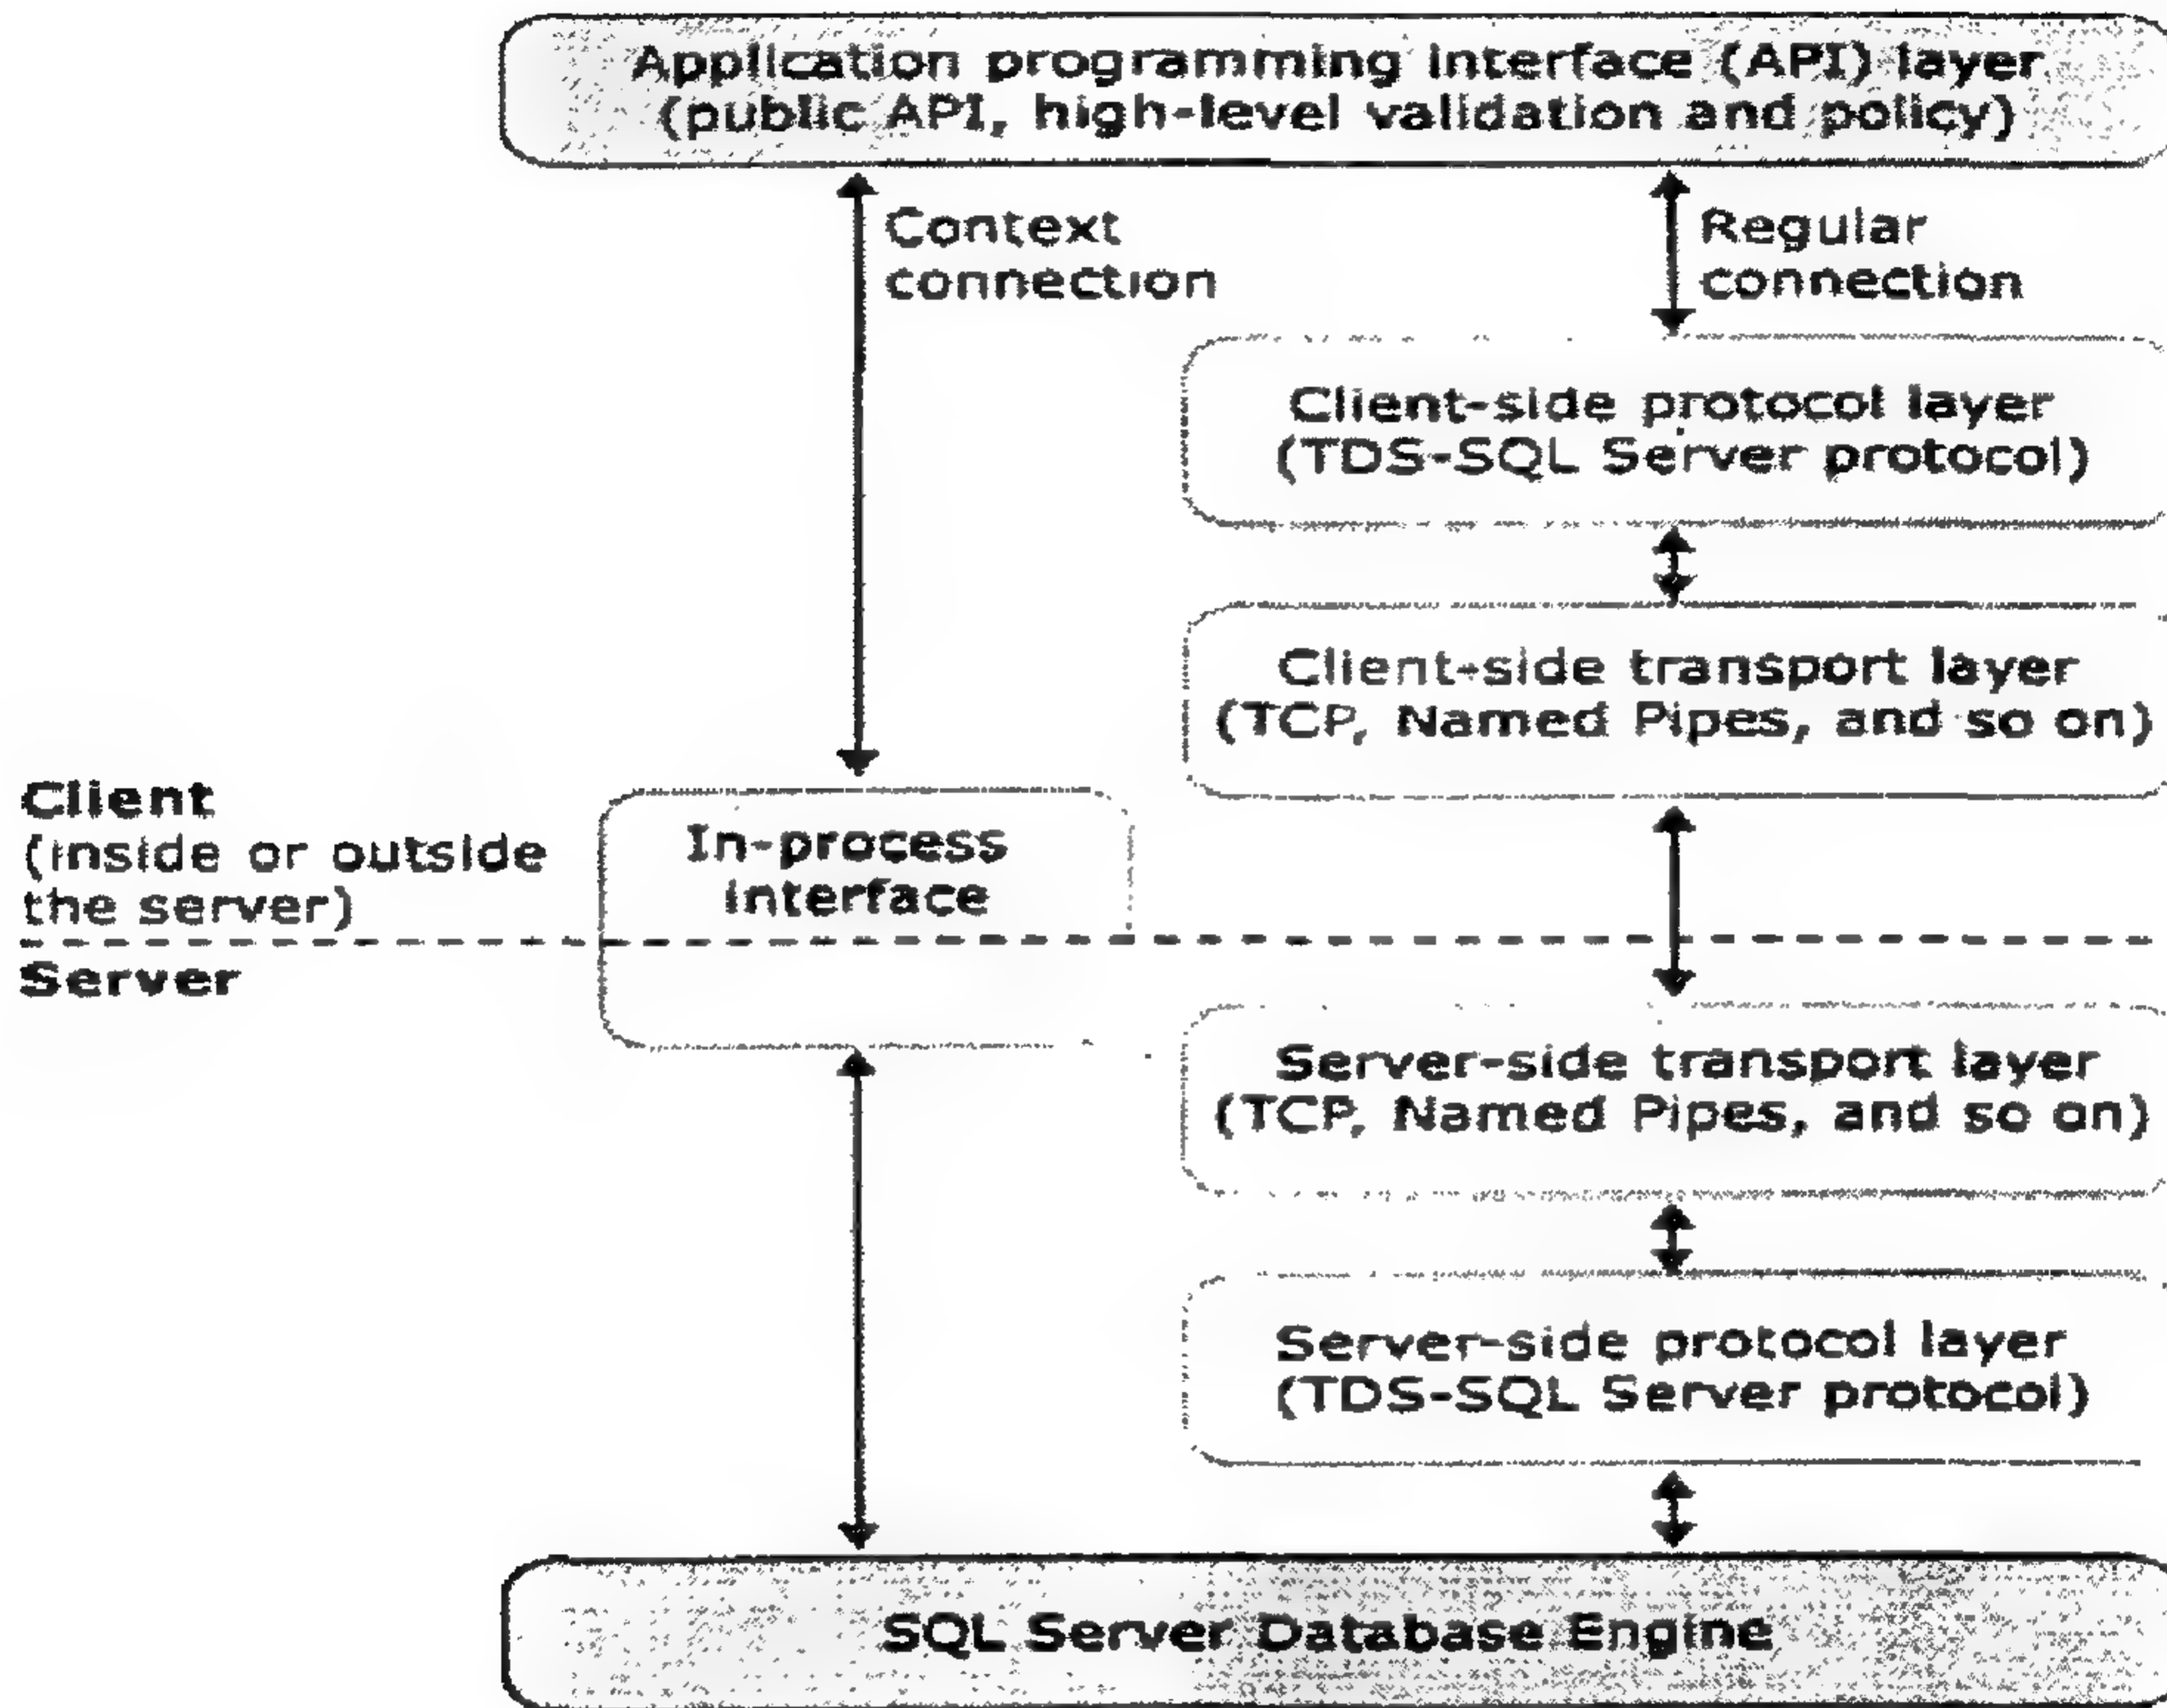 Application programming interface (API) layer
(public API, high-level validation and policy)
Context
connection
Regular
connection
Client-side protocol layer
(TDS-SQL Server protocol)
Client-side transport layer
(TCP, Named Pipes, and so on)
Client
(inside or outside
the server)
In-process
interface
Server
Server-side transport layer
(TCP, Named Pipes, and so on)
Server-side protocol layer
(TDS-SQL Server protocol)
SQL Server Database Engine